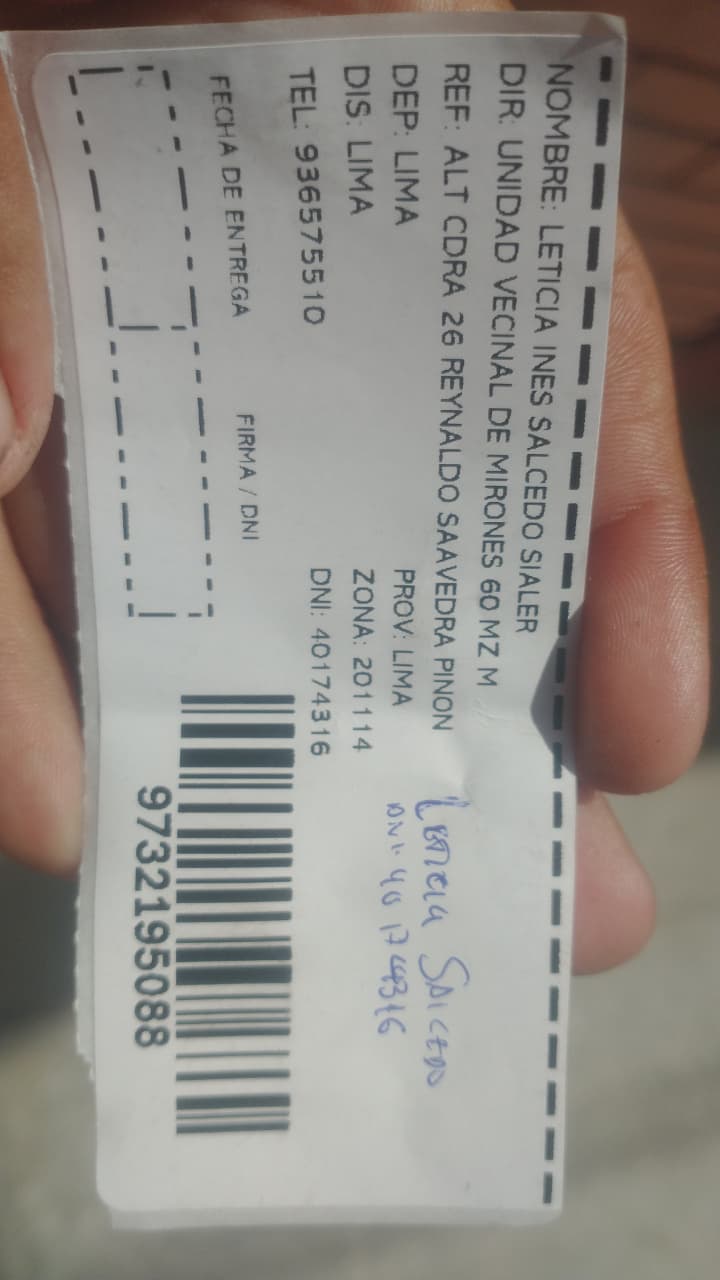 NOMBRE: LETICIA INES SALCEDO SIALER
DIR: UNIDAD VECINAL DE MIRONES 60 MZ M
REF: ALT CDRA 26 REYNALDO SAAVEDRA PINON
DEP: LIMA PROV: LIMA
DIS: LIMA ZONA: 201114
TEL: 936575510 DNI: 40174316
Leticia Salcedo
DNI: 40174316
FECHA DE ENTREGA FIRMA / DNI
9732195088